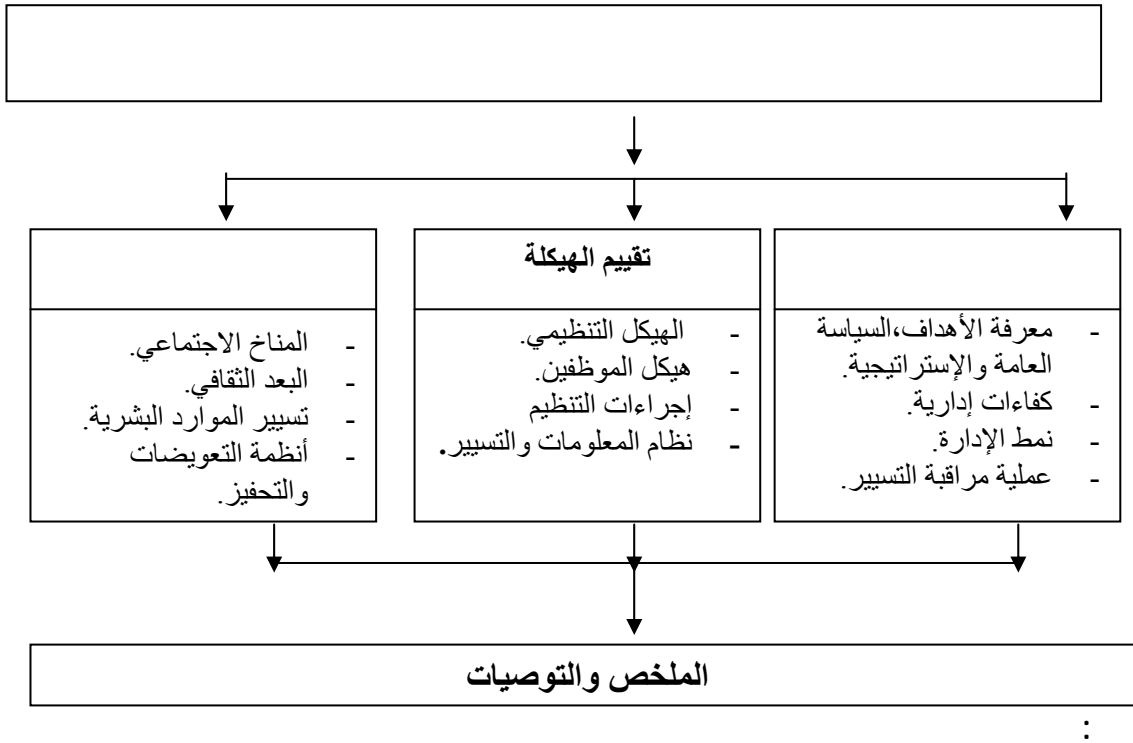 تقييم الهيكلة
- معرفة الأهداف،السياسة
العامة والإستراتيجية.
- كفاءات إدارية.
- نمط الإدارة.
- عملية مراقبة التسيير.
- الهيكل التنظيمي.
- هيكل الموظفين.
- إجراءات التنظيم
- نظام المعلومات والتسيير.
- المناخ الاجتماعي.
- البعد الثقافي.
- تسيير الموارد البشرية.
- أنظمة التعويضات
والتحفيز.
الملخص والتوصيات
: